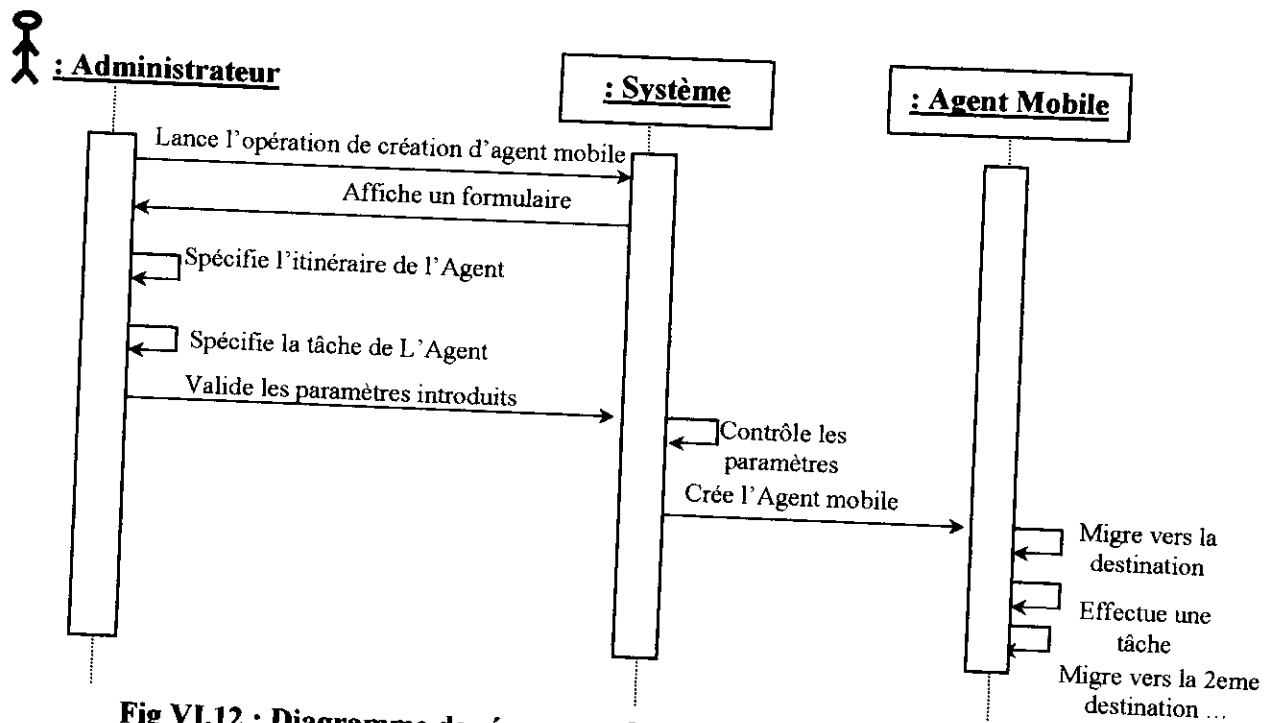 : Administrateur
: Système
: Agent Mobile
Lance l'opération de création d'agent mobile
Affiche un formulaire
Spécifie l'itinéraire de l'Agent
Spécifie la tâche de L'Agent
Valide les paramètres introduits
Contrôle les
paramètres
Crée l'Agent mobile
Migre vers la
destination
Effectue une
tâche
Migre vers la 2eme
destination ...
Fig VI.12 : Diagramme de